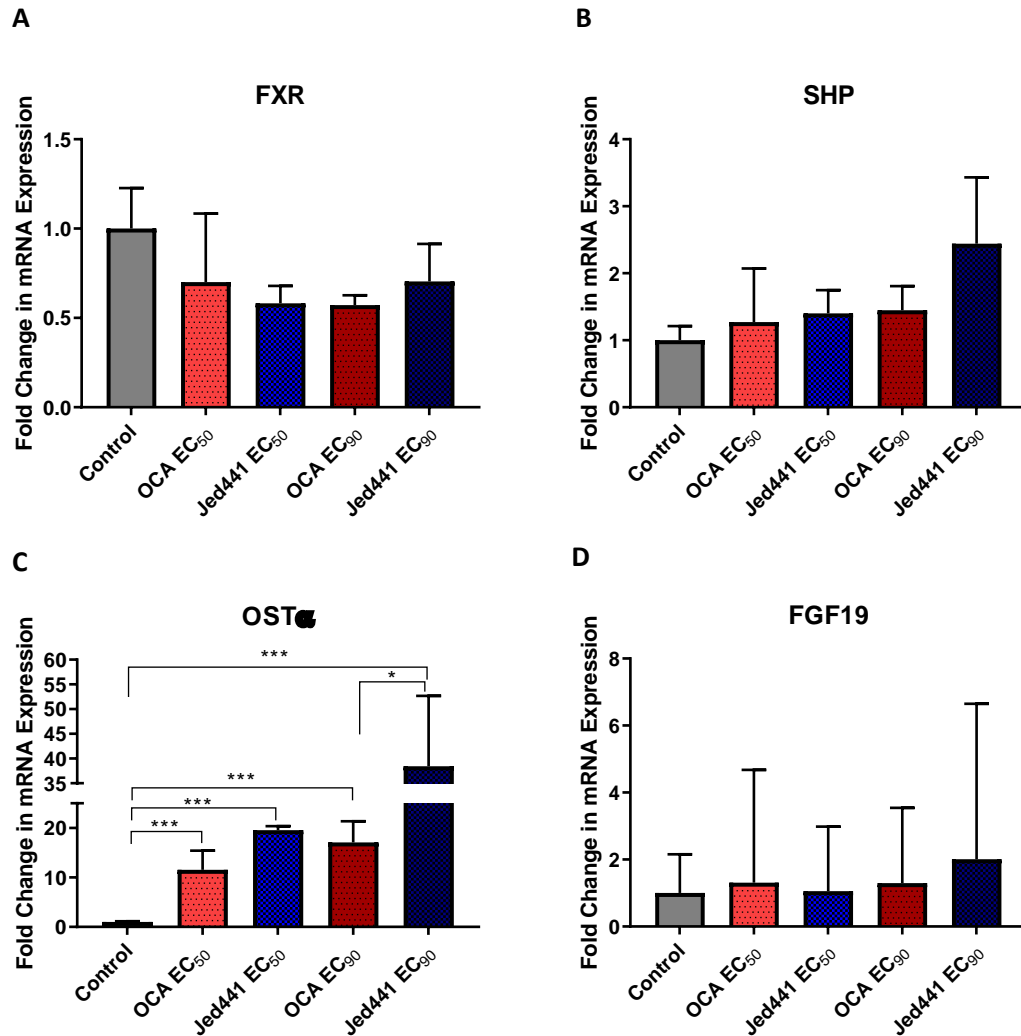 A
FXR
Fold Change in mRNA Expression
1.5
1.0
0.5
0.0
Control
OCA EC₅₀
Jed441 EC₅₀
OCA EC₉₀
Jed441 EC₉₀
B
SHP
Fold Change in mRNA Expression
4
3
2
1
0
Control
OCA EC₅₀
Jed441 EC₅₀
OCA EC₉₀
Jed441 EC₉₀
C
OSTα
Fold Change in mRNA Expression
60
55
50
45
40
35
20
10
0
***
*
***
***
***
Control
OCA EC₅₀
Jed441 EC₅₀
OCA EC₉₀
Jed441 EC₉₀
D
FGF19
Fold Change in mRNA Expression
8
6
4
2
0
Control
OCA EC₅₀
Jed441 EC₅₀
OCA EC₉₀
Jed441 EC₉₀